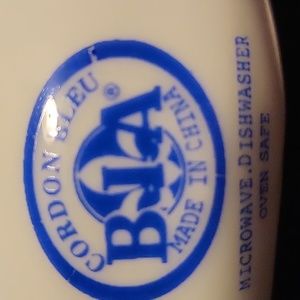 CORDON BLEU
BIA®
MADE IN CHINA
MICROWAVE.DISHWASHER
OVEN SAFE